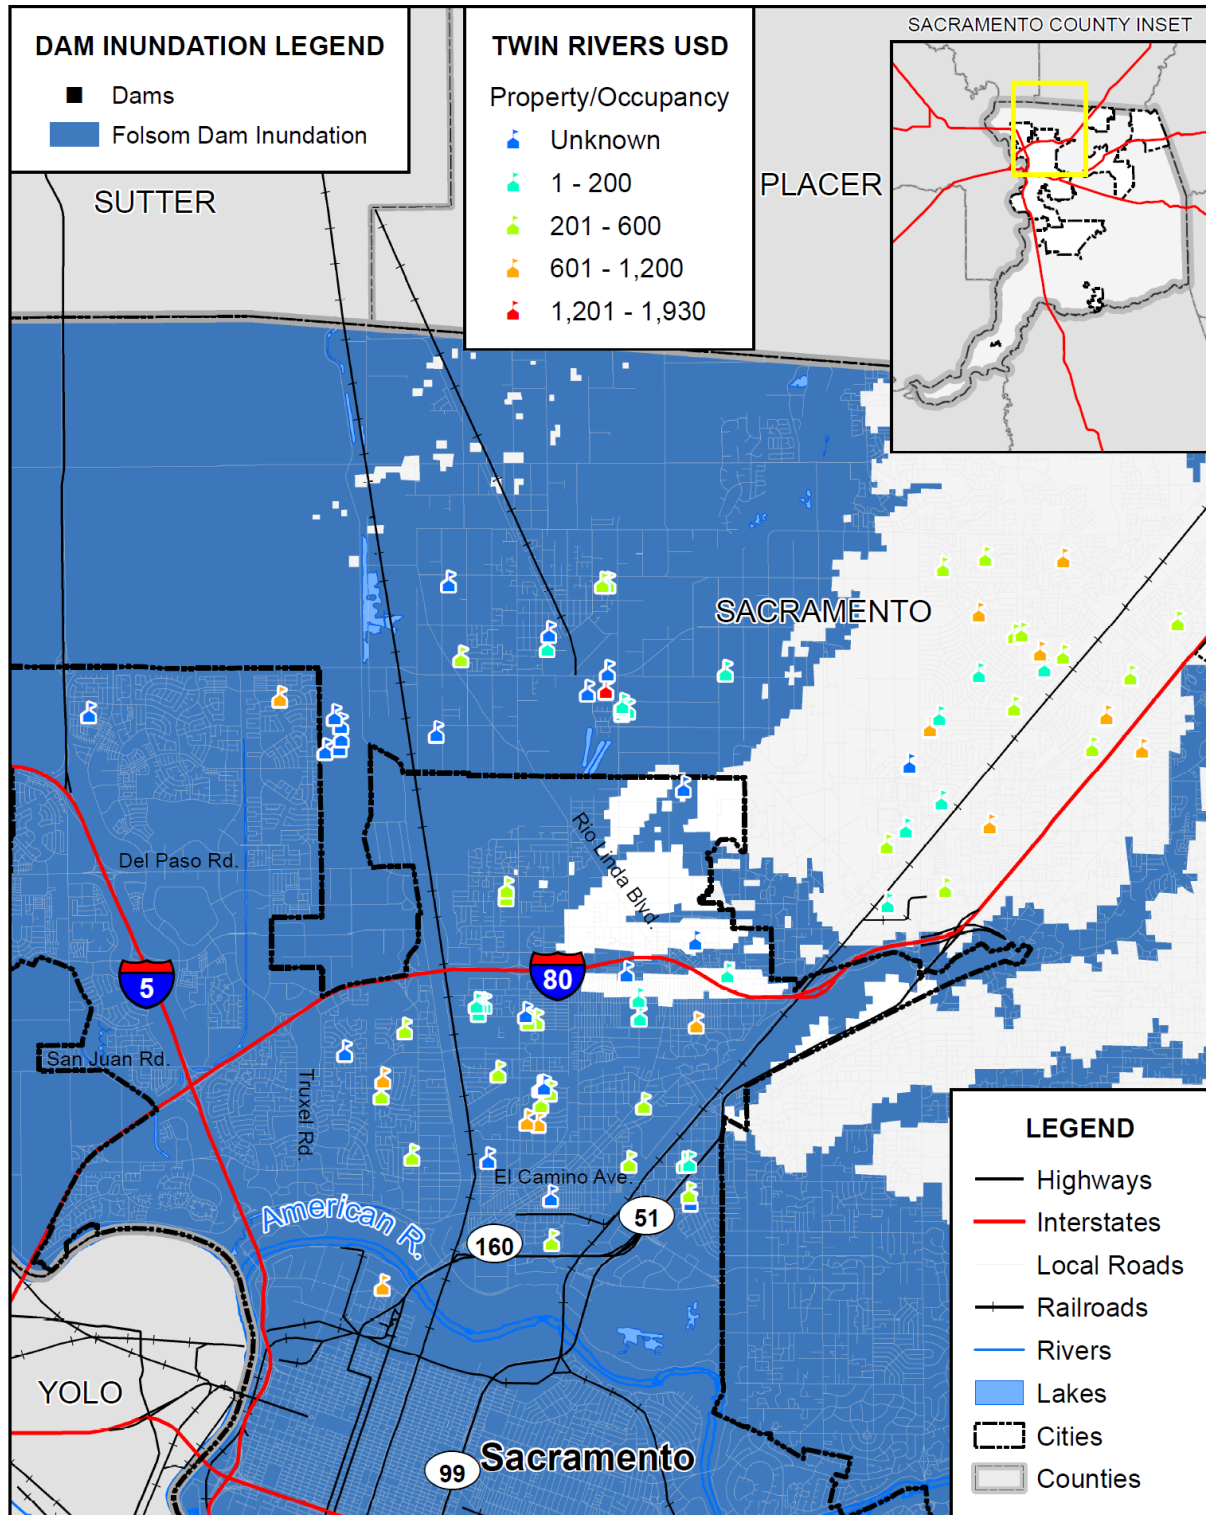 SACRAMENTO COUNTY INSET
DAM INUNDATION LEGEND
Dams
Folsom Dam Inundation
TWIN RIVERS USD
Property/Occupancy
Unknown
1 - 200
201 - 600
601 - 1,200
1,201 - 1,930
SUTTER
PLACER
SACRAMENTO
Rio Linda Blvd.
Del Paso Rd.
5
80
San Juan Rd.
Truxel Rd.
El Camino Ave.
American R.
51
160
YOLO
Sacramento
99
LEGEND
Highways
Interstates
Local Roads
Railroads
Rivers
Lakes
Cities
Counties